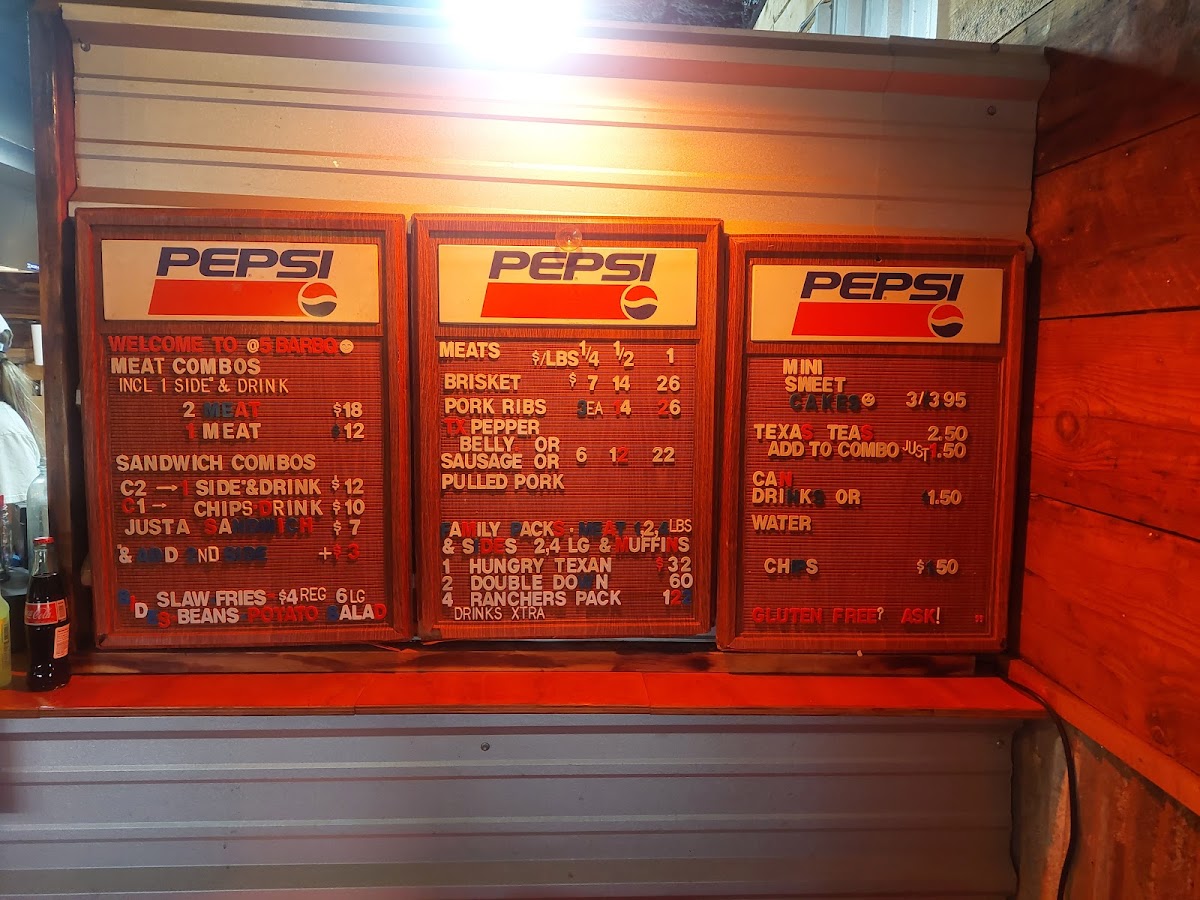 PEPSI
WELCOME TO @ 5 BARBQ
MEAT COMBOS
INCL 1 SIDE & DRINK
2 MEAT $18
1 MEAT 12
SANDWICH COMBOS
C2 → 1 SIDE & DRINK $12
C1 → CHIPS DRINK $10
JUST A SANDWICH $7
& ADD 2ND SIDE +$3
SIDES SLAW FRIES $4 REG 6 LG
BEANS POTATO SALAD
PEPSI
MEATS $/LBS 1/4 1/2 1
BRISKET $7 14 26
PORK RIBS 3EA 14 26
TX PEPPER
BELLY OR
SAUSAGE OR 6 12 22
PULLED PORK
FAMILY PACKS - MEAT 1 2,4 LBS
& SIDES 2,4 LG & MUFFINS
1 HUNGRY TEXAN $32
2 DOUBLE DOWN 60
4 RANCHERS PACK
DRINKS XTRA
PEPSI
MINI
SWEET
CAKES 3/3 95
TEXAS TEAS 2.50
ADD TO COMBO JUST 1.50
CAN
DRINKS OR 1.50
WATER
CHIPS $1 50
GLUTEN FREE? ASK! "
Coca-Cola